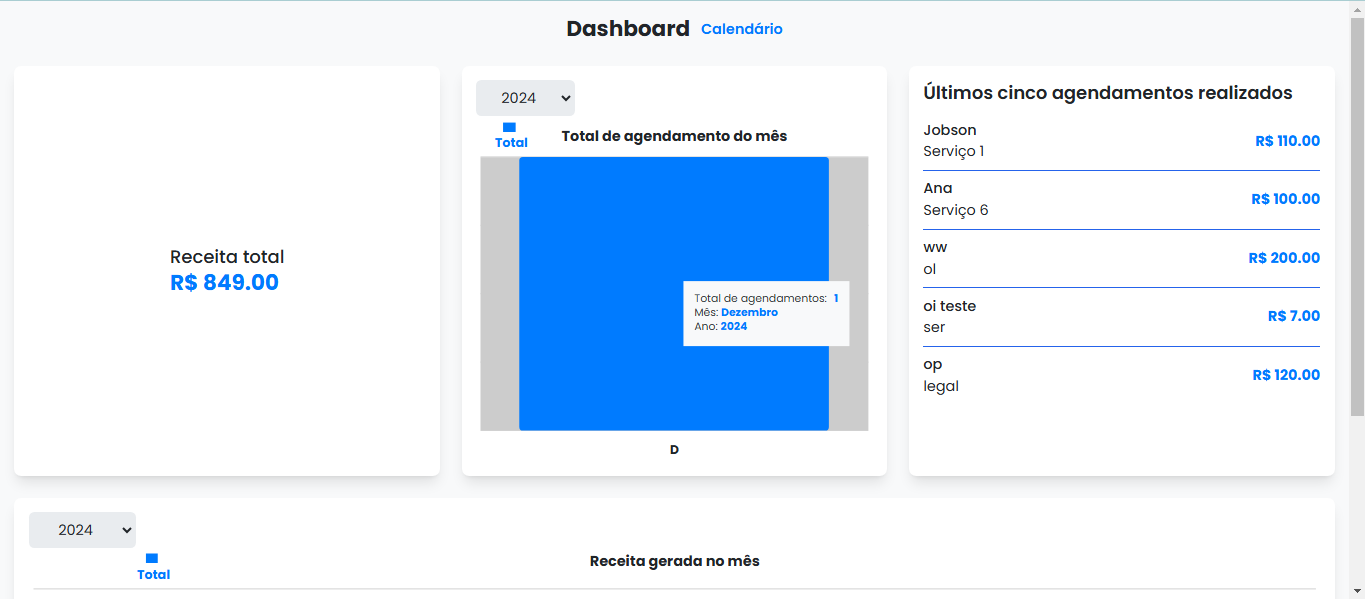 Dashboard Calendário
Receita total
R$ 849.00
2024
Total
Total de agendamento do mês
Total de agendamentos: 1
Mês: Dezembro
Ano: 2024
D
Últimos cinco agendamentos realizados
Jobson
Serviço 1
R$ 110.00
Ana
Serviço 6
R$ 100.00
ww
ol
R$ 200.00
oi teste
ser
R$ 7.00
op
legal
R$ 120.00
2024
Total
Receita gerada no mês